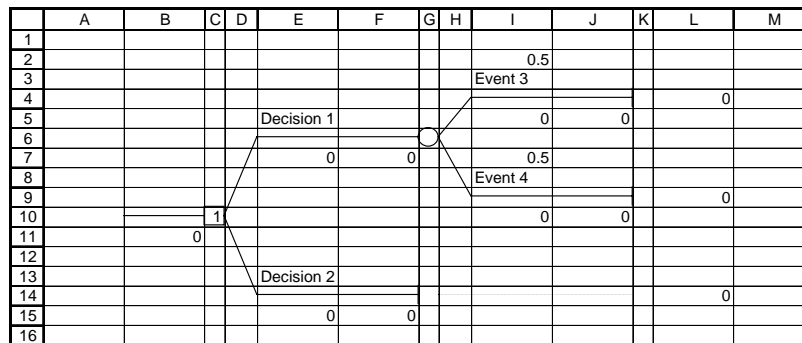 A B C D E F G H I J K L M
1
2 0.5
3 Event 3
4 0
5 Decision 1 0 0
6
7 0 0 0.5
8 Event 4
9 0
10 1 0 0
11 0
12
13 Decision 2
14 0
15 0 0
16